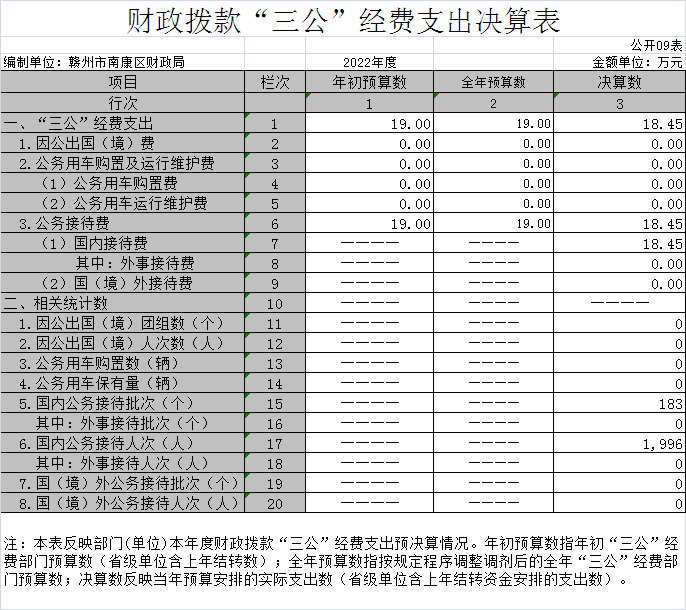 财政拨款“三公”经费支出决算表
公开09表
编制单位：赣州市南康区财政局 2022年度 金额单位：万元
项目 栏次 年初预算数 全年预算数 决算数
行次 1 2 3
一、“三公”经费支出 1 19.00 19.00 18.45
1.因公出国（境）费 2 0.00 0.00 0.00
2.公务用车购置及运行维护费 3 0.00 0.00 0.00
（1）公务用车购置费 4 0.00 0.00 0.00
（2）公务用车运行维护费 5 0.00 0.00 0.00
3.公务接待费 6 19.00 19.00 18.45
（1）国内接待费 7 ———— ———— 18.45
其中：外事接待费 8 ———— ———— 0.00
（2）国（境）外接待费 9 ———— ———— 0.00
二、相关统计数 10 ———— ———— ————
1.因公出国（境）团组数（个） 11 ———— ———— 0
2.因公出国（境）人次数（人） 12 ———— ———— 0
3.公务用车购置数（辆） 13 ———— ———— 0
4.公务用车保有量（辆） 14 ———— ———— 0
5.国内公务接待批次（个） 15 ———— ———— 183
其中：外事接待批次（个） 16 ———— ———— 0
6.国内公务接待人次（人） 17 ———— ———— 1,996
其中：外事接待人次（人） 18 ———— ———— 0
7.国（境）外公务接待批次（个） 19 ———— ———— 0
8.国（境）外公务接待人次（人） 20 ———— ———— 0
注：本表反映部门(单位)本年度财政拨款“三公”经费支出预决算情况。年初预算数指年初“三公”经
费部门预算数（省级单位含上年结转数）；全年预算数指按规定程序调整调剂后的全年“三公”经费部
门预算数；决算数反映当年预算安排的实际支出数（省级单位含上年结转资金安排的支出数）。